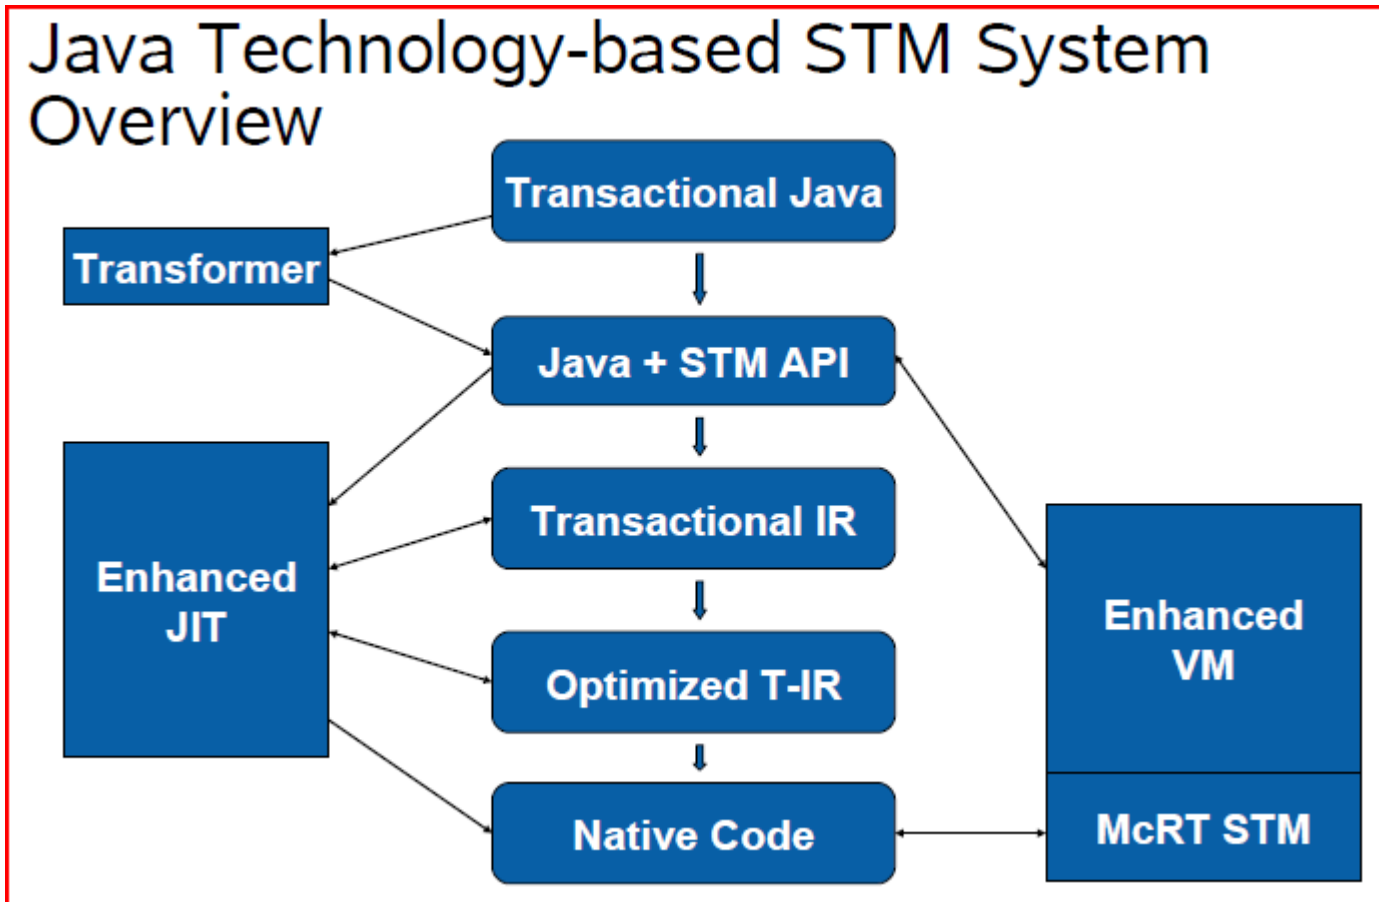 Java Technology-based STM System
Overview
Transactional Java
Transformer
Java + STM API
Transactional IR
Enhanced
JIT
Enhanced
VM
Optimized T-IR
Native Code
McRT STM